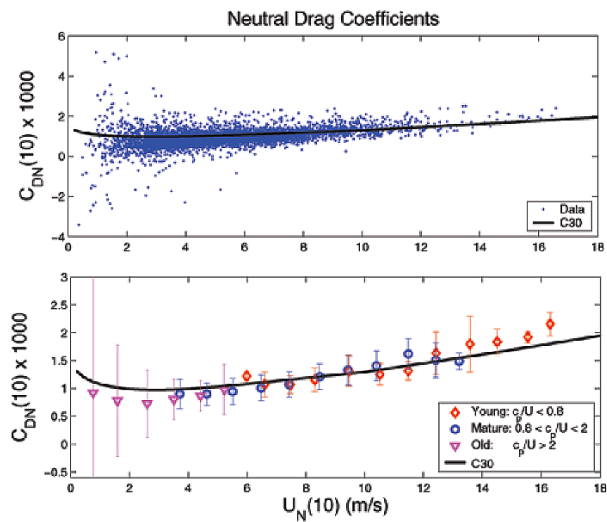 Neutral Drag Coefficients
C_DN(10) x 1000
6
4
2
0
−2
−4
0 2 4 6 8 10 12 14 16 18
Data
C30
C_DN(10) x 1000
3
2.5
2
1.5
1
0.5
0
−0.5
0 2 4 6 8 10 12 14 16 18
Young: c_p/U < 0.8
Mature: 0.8 < c_p/U < 2
Old: c_p/U > 2
C30
U_N(10) (m/s)